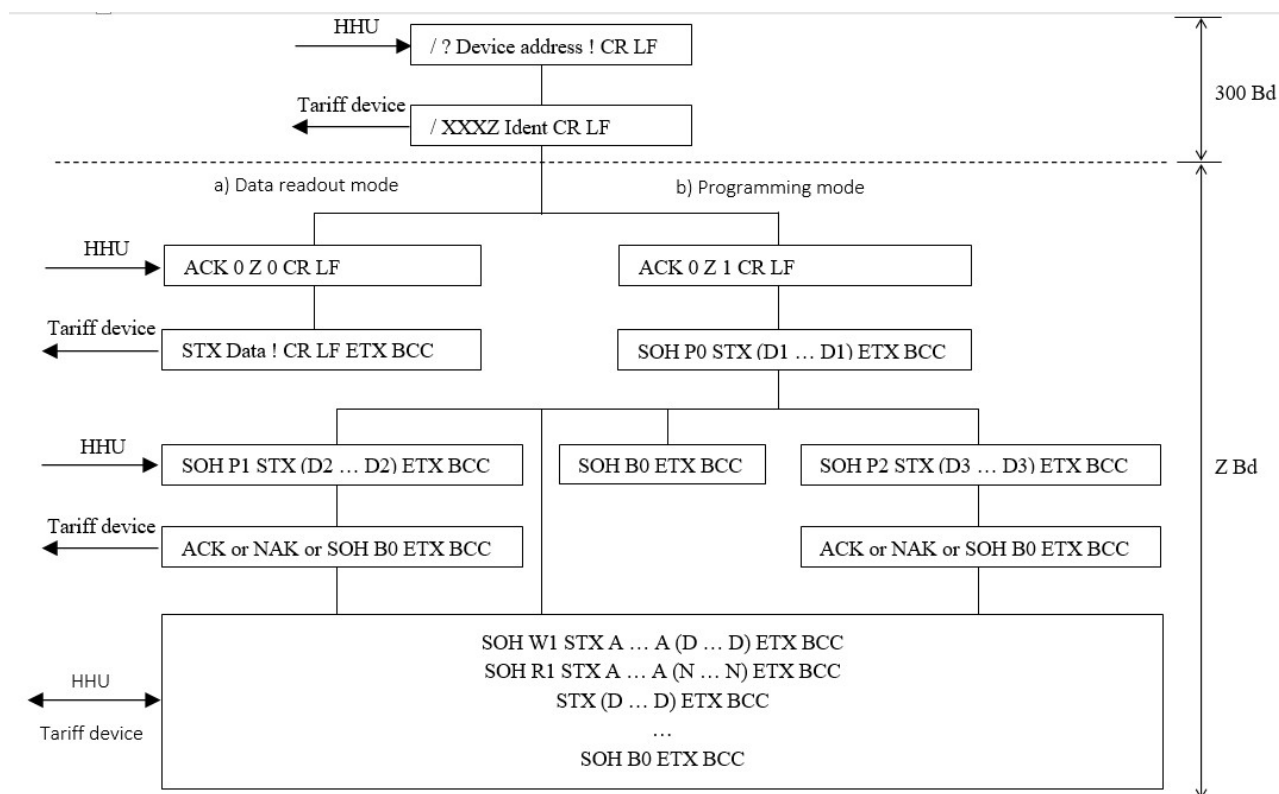 HHU
/ ? Device address ! CR LF
300 Bd
Tariff device
/ XXXZ Ident CR LF
a) Data readout mode
b) Programming mode
HHU
ACK 0 Z 0 CR LF
ACK 0 Z 1 CR LF
Tariff device
STX Data ! CR LF ETX BCC
SOH P0 STX (D1 … D1) ETX BCC
HHU
SOH P1 STX (D2 … D2) ETX BCC
SOH B0 ETX BCC
SOH P2 STX (D3 … D3) ETX BCC
Z Bd
Tariff device
ACK or NAK or SOH B0 ETX BCC
ACK or NAK or SOH B0 ETX BCC
SOH W1 STX A … A (D … D) ETX BCC
SOH R1 STX A … A (N … N) ETX BCC
STX (D … D) ETX BCC
…
SOH B0 ETX BCC
HHU
Tariff device